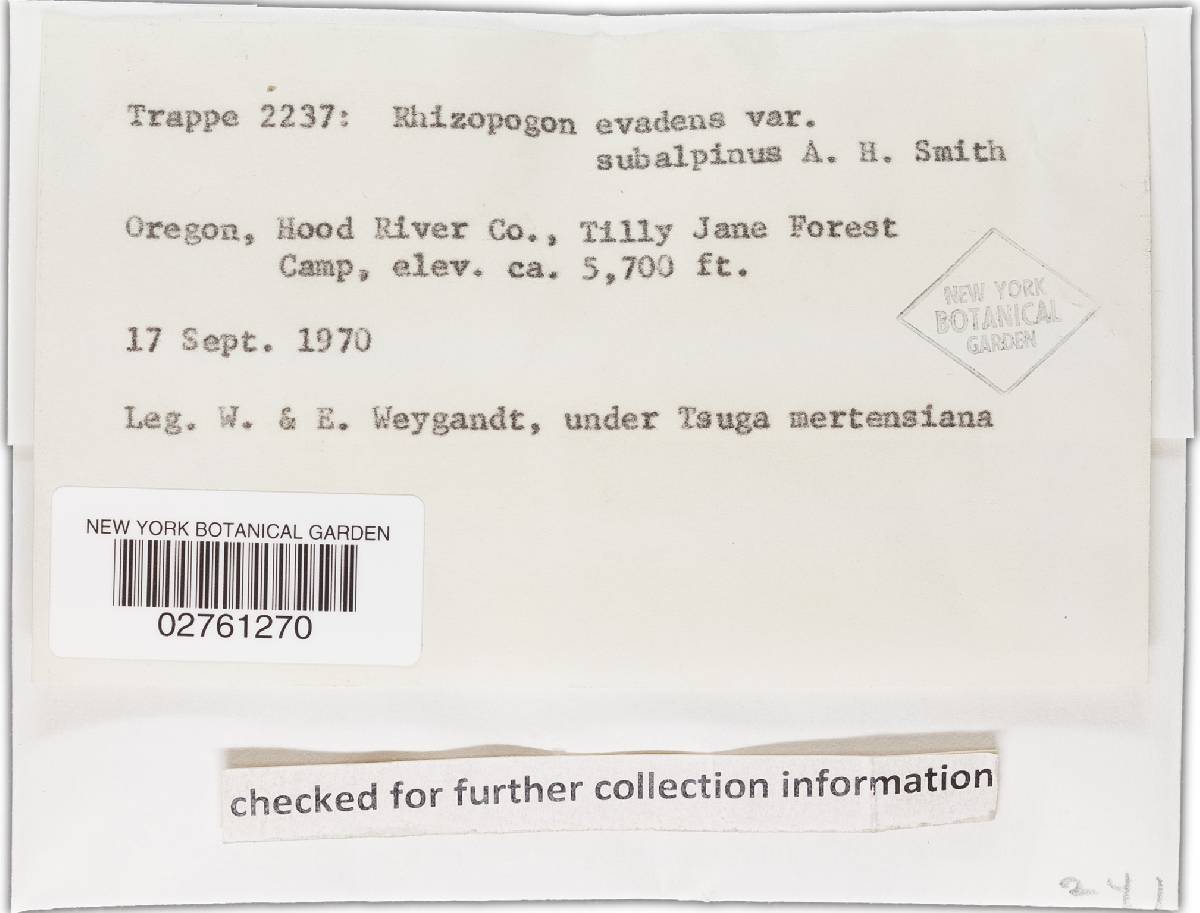 Trappe 2237: Rhizopogon evadens var.
subalpinus A. H. Smith
Oregon, Hood River Co., Tilly Jane Forest
Camp, elev. ca. 5,700 ft.
NEW YORK
BOTANICAL
GARDEN
17 Sept. 1970
Leg. W. & E. Weygandt, under Tsuga mertensiana
NEW YORK BOTANICAL GARDEN
02761270
checked for further collection information